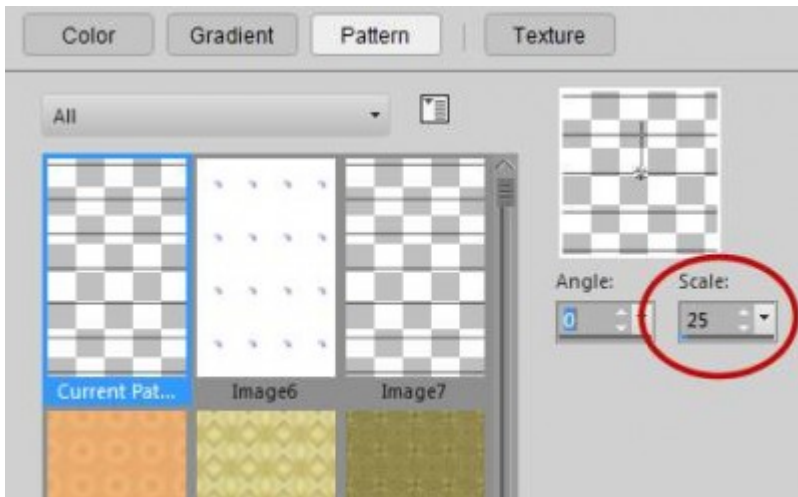 Color Gradient Pattern Texture
All
Angle: Scale:
0 25
Current Pat... Image6 Image7